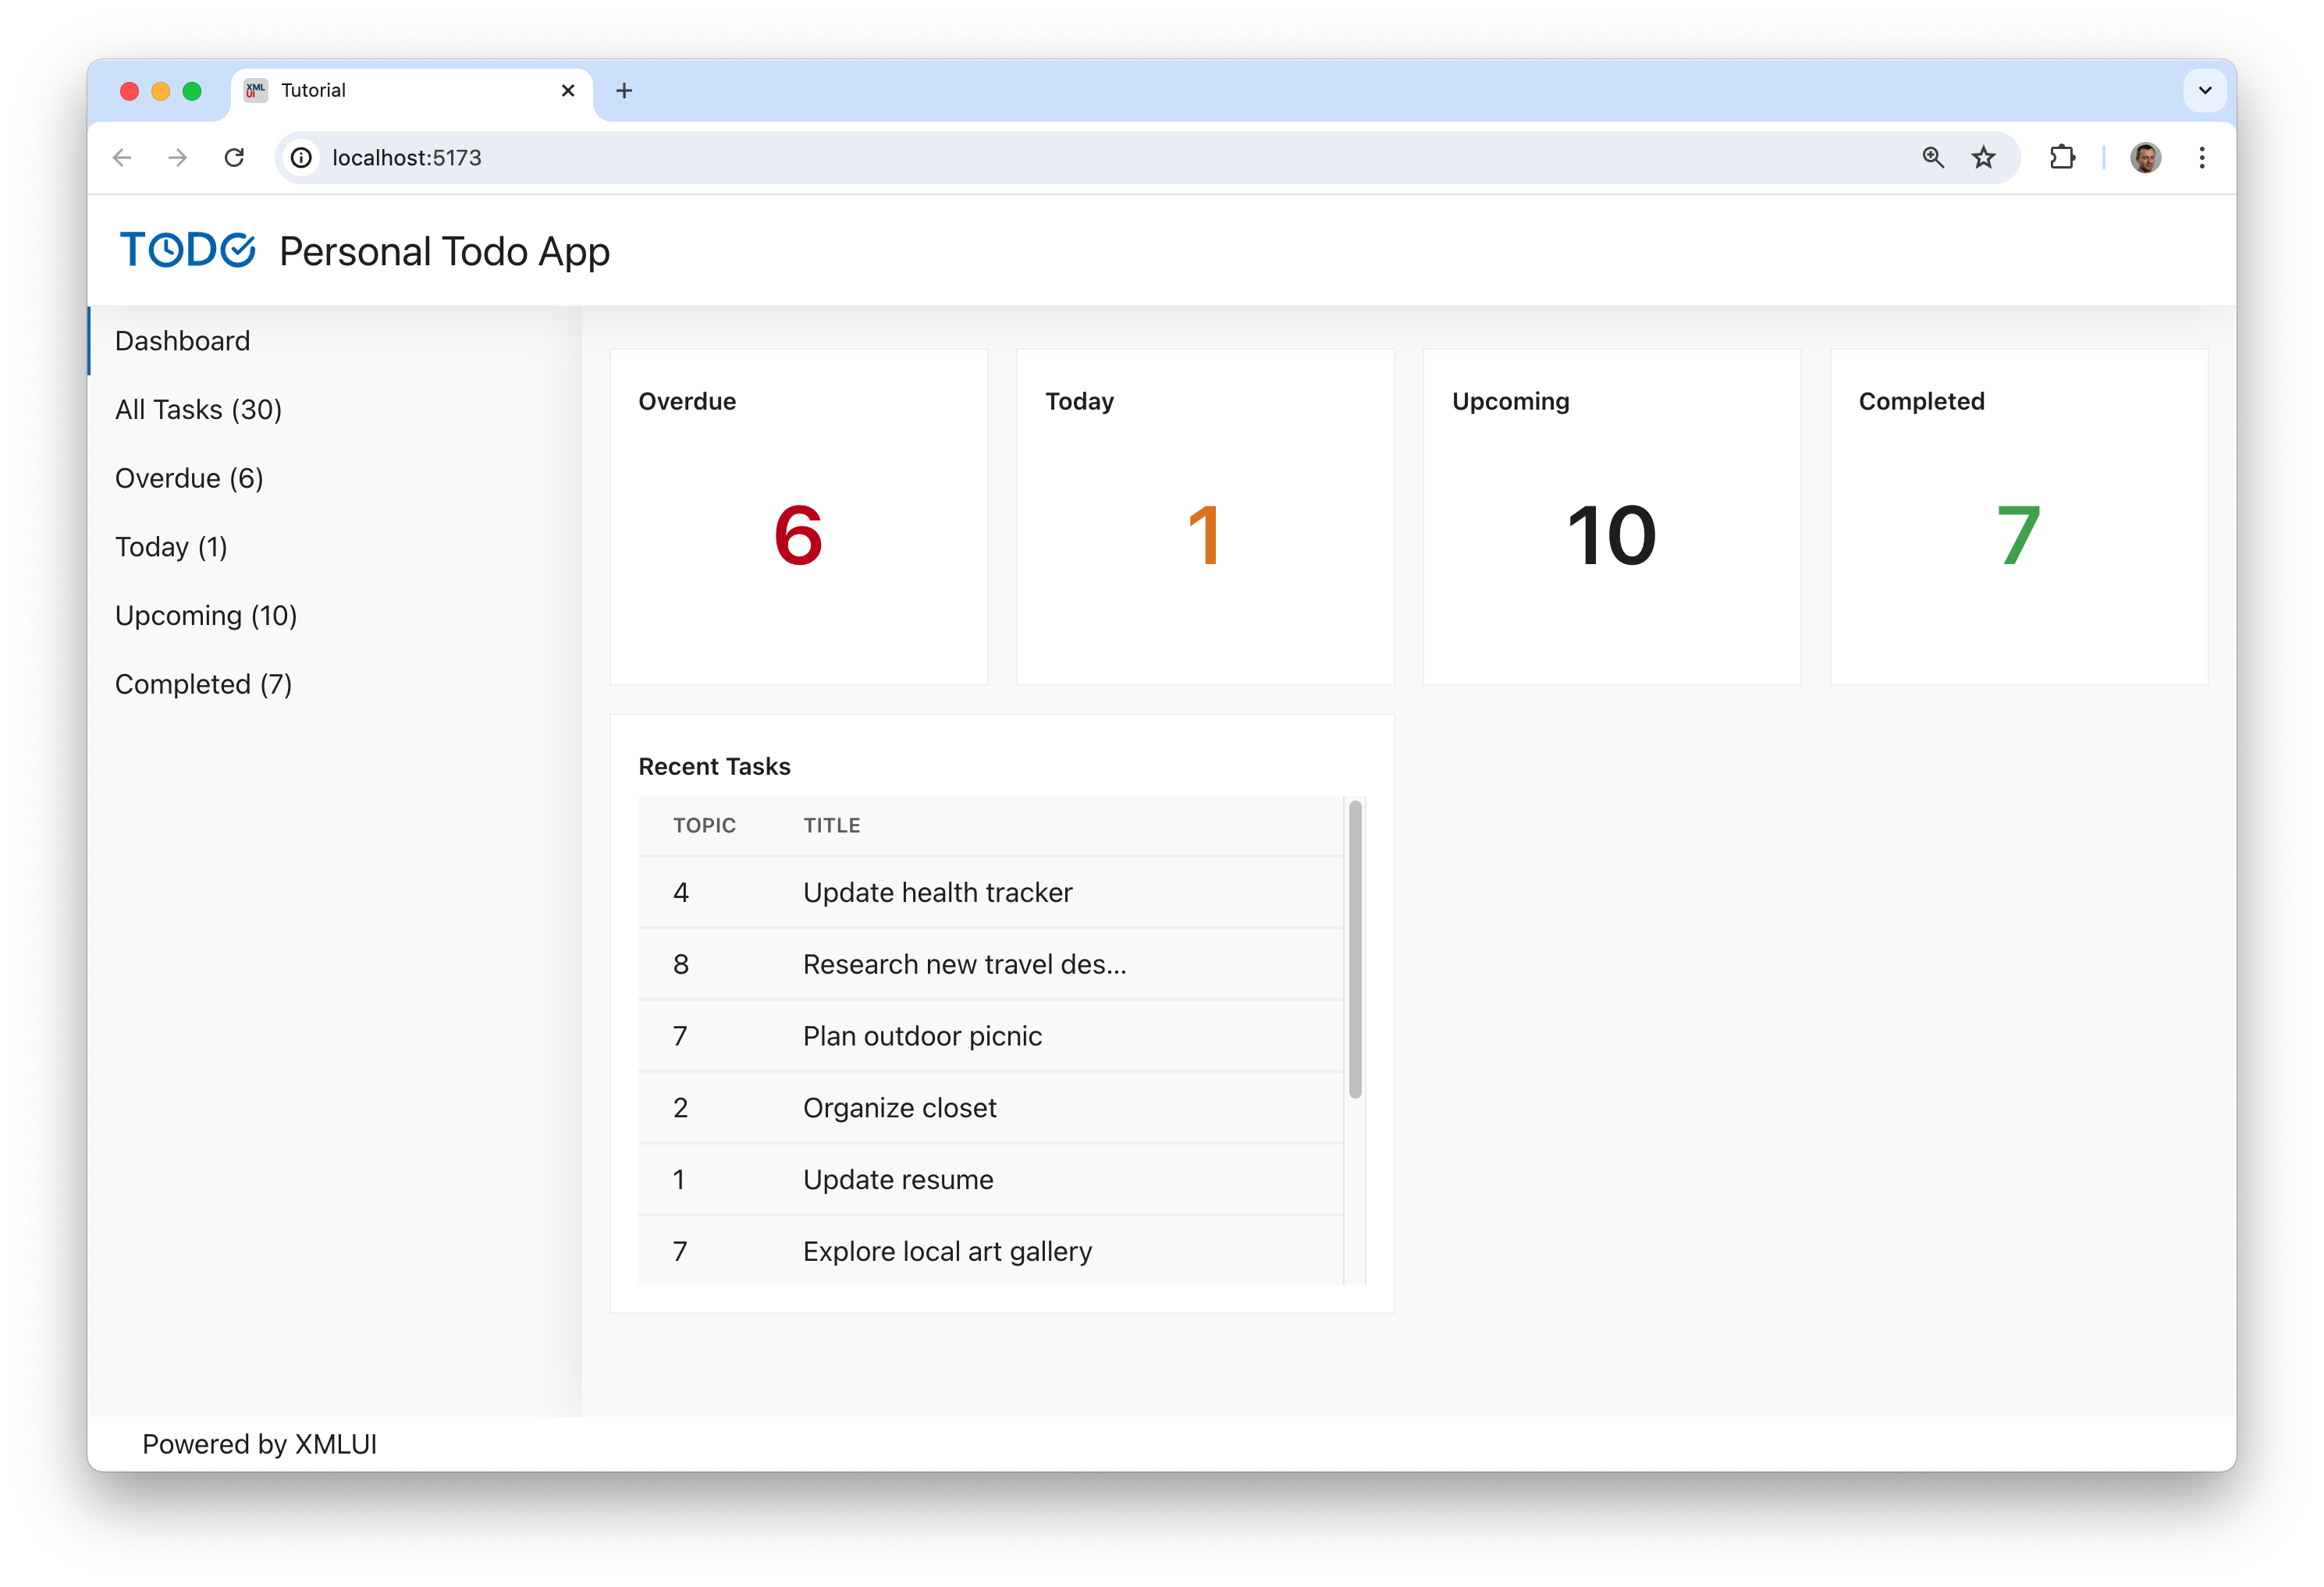 XML UI Tutorial
localhost:5173
TODO Personal Todo App
Dashboard
All Tasks (30)
Overdue (6)
Today (1)
Upcoming (10)
Completed (7)
Overdue
6
Today
1
Upcoming
10
Completed
7
Recent Tasks
TOPIC TITLE
4 Update health tracker
8 Research new travel des...
7 Plan outdoor picnic
2 Organize closet
1 Update resume
7 Explore local art gallery
Powered by XMLUI